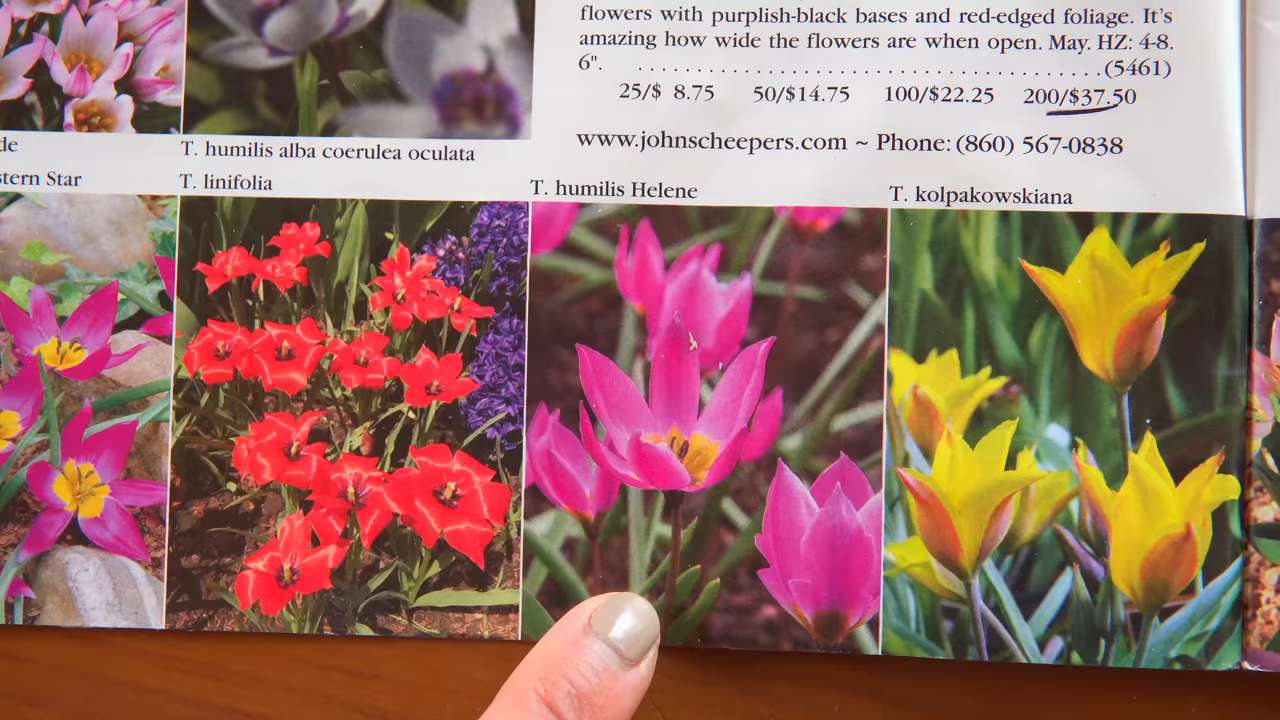 flowers with purplish-black bases and red-edged foliage. It's
amazing how wide the flowers are when open. May. HZ: 4-8.
6". . . . . . . . . . . . . . . . . . . . . . . . . . . . . . . . . . . . . . . (5461)
25/$ 8.75 50/$14.75 100/$22.25 200/$37.50
www.johnscheepers.com ~ Phone: (860) 567-0838
T. humilis alba coerulea oculata
T. linifolia
T. humilis Helene
T. kolpakowskiana
Star